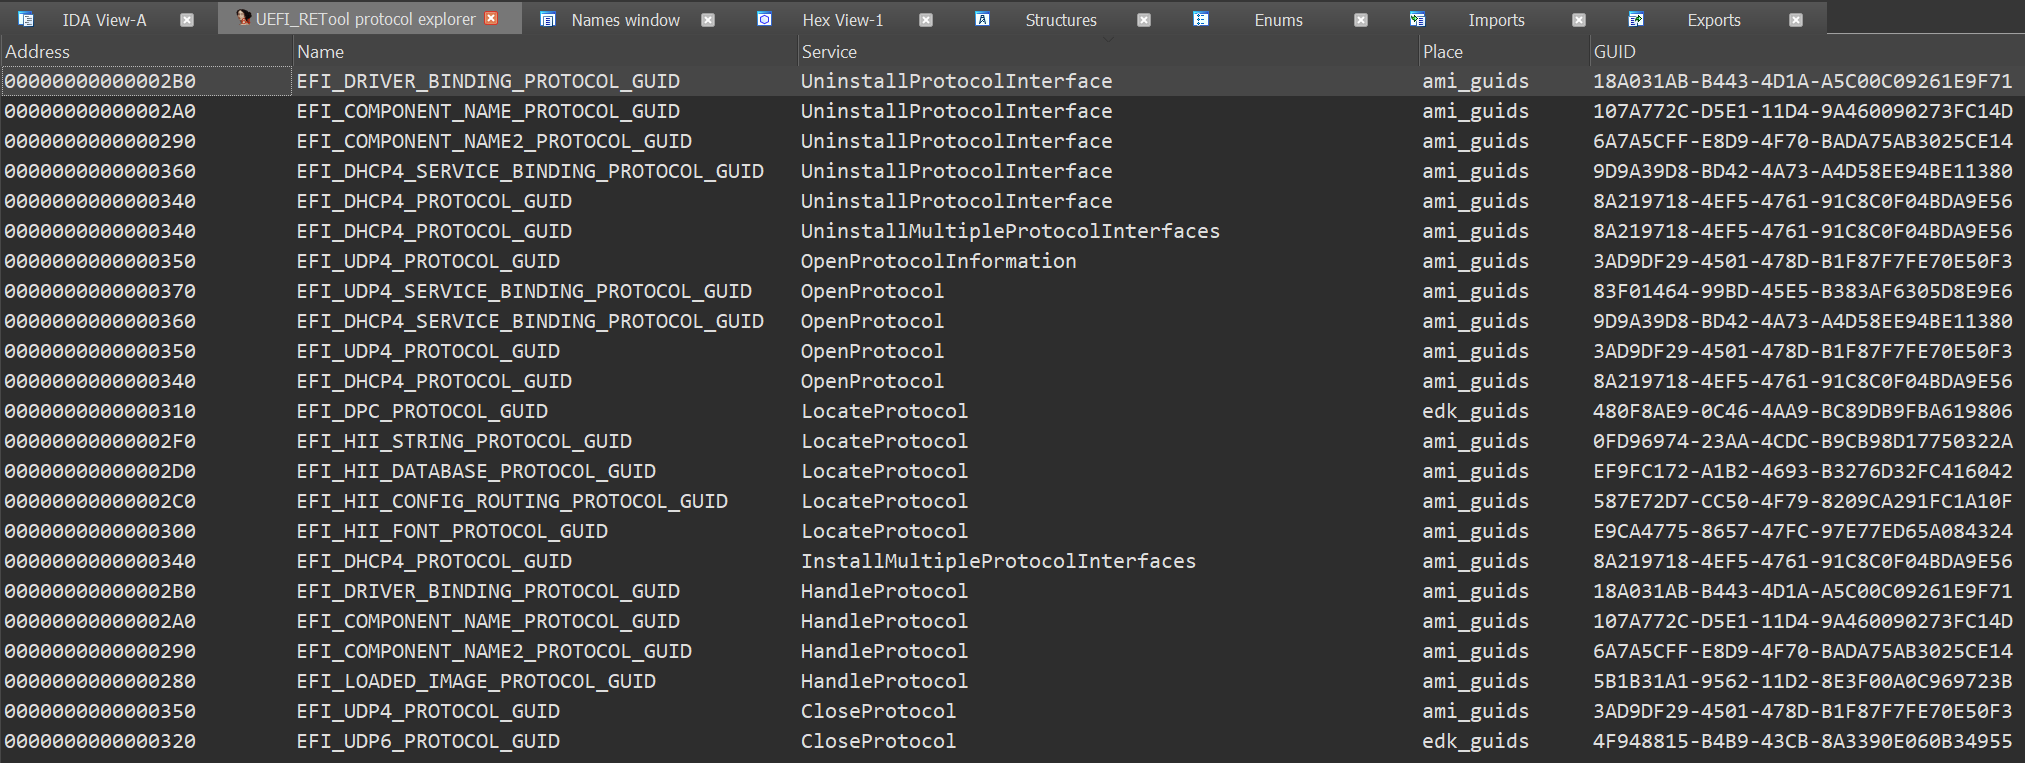 IDA View-A UEFI_RETool protocol explorer Names window Hex View-1 Structures Enums Imports Exports
Address Name Service Place GUID
00000000000002B0 EFI_DRIVER_BINDING_PROTOCOL_GUID UninstallProtocolInterface ami_guids 18A031AB-B443-4D1A-A5C00C09261E9F71
00000000000002A0 EFI_COMPONENT_NAME_PROTOCOL_GUID UninstallProtocolInterface ami_guids 107A772C-D5E1-11D4-9A460090273FC14D
0000000000000290 EFI_COMPONENT_NAME2_PROTOCOL_GUID UninstallProtocolInterface ami_guids 6A7A5CFF-E8D9-4F70-BADA75AB3025CE14
0000000000000360 EFI_DHCP4_SERVICE_BINDING_PROTOCOL_GUID UninstallProtocolInterface ami_guids 9D9A39D8-BD42-4A73-A4D58EE94BE11380
0000000000000340 EFI_DHCP4_PROTOCOL_GUID UninstallProtocolInterface ami_guids 8A219718-4EF5-4761-91C8C0F04BDA9E56
0000000000000340 EFI_DHCP4_PROTOCOL_GUID UninstallMultipleProtocolInterfaces ami_guids 8A219718-4EF5-4761-91C8C0F04BDA9E56
0000000000000350 EFI_UDP4_PROTOCOL_GUID OpenProtocolInformation ami_guids 3AD9DF29-4501-478D-B1F87F7FE70E50F3
0000000000000370 EFI_UDP4_SERVICE_BINDING_PROTOCOL_GUID OpenProtocol ami_guids 83F01464-99BD-45E5-B383AF6305D8E9E6
0000000000000360 EFI_DHCP4_SERVICE_BINDING_PROTOCOL_GUID OpenProtocol ami_guids 9D9A39D8-BD42-4A73-A4D58EE94BE11380
0000000000000350 EFI_UDP4_PROTOCOL_GUID OpenProtocol ami_guids 3AD9DF29-4501-478D-B1F87F7FE70E50F3
0000000000000340 EFI_DHCP4_PROTOCOL_GUID OpenProtocol ami_guids 8A219718-4EF5-4761-91C8C0F04BDA9E56
0000000000000310 EFI_DPC_PROTOCOL_GUID LocateProtocol edk_guids 480F8AE9-0C46-4AA9-BC89DB9FBA619806
00000000000002F0 EFI_HII_STRING_PROTOCOL_GUID LocateProtocol ami_guids 0FD96974-23AA-4CDC-B9CB98D17750322A
00000000000002D0 EFI_HII_DATABASE_PROTOCOL_GUID LocateProtocol ami_guids EF9FC172-A1B2-4693-B3276D32FC416042
00000000000002C0 EFI_HII_CONFIG_ROUTING_PROTOCOL_GUID LocateProtocol ami_guids 587E72D7-CC50-4F79-8209CA291FC1A10F
0000000000000300 EFI_HII_FONT_PROTOCOL_GUID LocateProtocol ami_guids E9CA4775-8657-47FC-97E77ED65A084324
0000000000000340 EFI_DHCP4_PROTOCOL_GUID InstallMultipleProtocolInterfaces ami_guids 8A219718-4EF5-4761-91C8C0F04BDA9E56
00000000000002B0 EFI_DRIVER_BINDING_PROTOCOL_GUID HandleProtocol ami_guids 18A031AB-B443-4D1A-A5C00C09261E9F71
00000000000002A0 EFI_COMPONENT_NAME_PROTOCOL_GUID HandleProtocol ami_guids 107A772C-D5E1-11D4-9A460090273FC14D
0000000000000290 EFI_COMPONENT_NAME2_PROTOCOL_GUID HandleProtocol ami_guids 6A7A5CFF-E8D9-4F70-BADA75AB3025CE14
0000000000000280 EFI_LOADED_IMAGE_PROTOCOL_GUID HandleProtocol ami_guids 5B1B31A1-9562-11D2-8E3F00A0C969723B
0000000000000350 EFI_UDP4_PROTOCOL_GUID CloseProtocol ami_guids 3AD9DF29-4501-478D-B1F87F7FE70E50F3
0000000000000320 EFI_UDP6_PROTOCOL_GUID CloseProtocol edk_guids 4F948815-B4B9-43CB-8A3390E060B34955